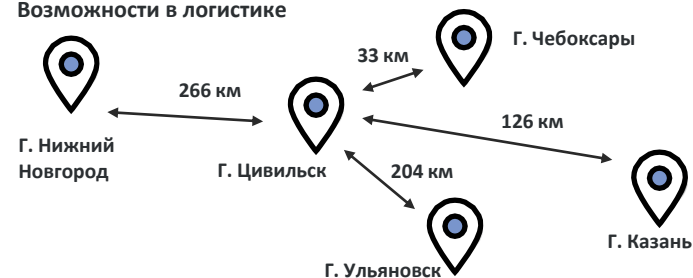 Возможности в логистике
Г. Чебоксары
33 км
266 км
126 км
Г. Нижний
Новгород
Г. Цивильск
204 км
Г. Казань
Г. Ульяновск